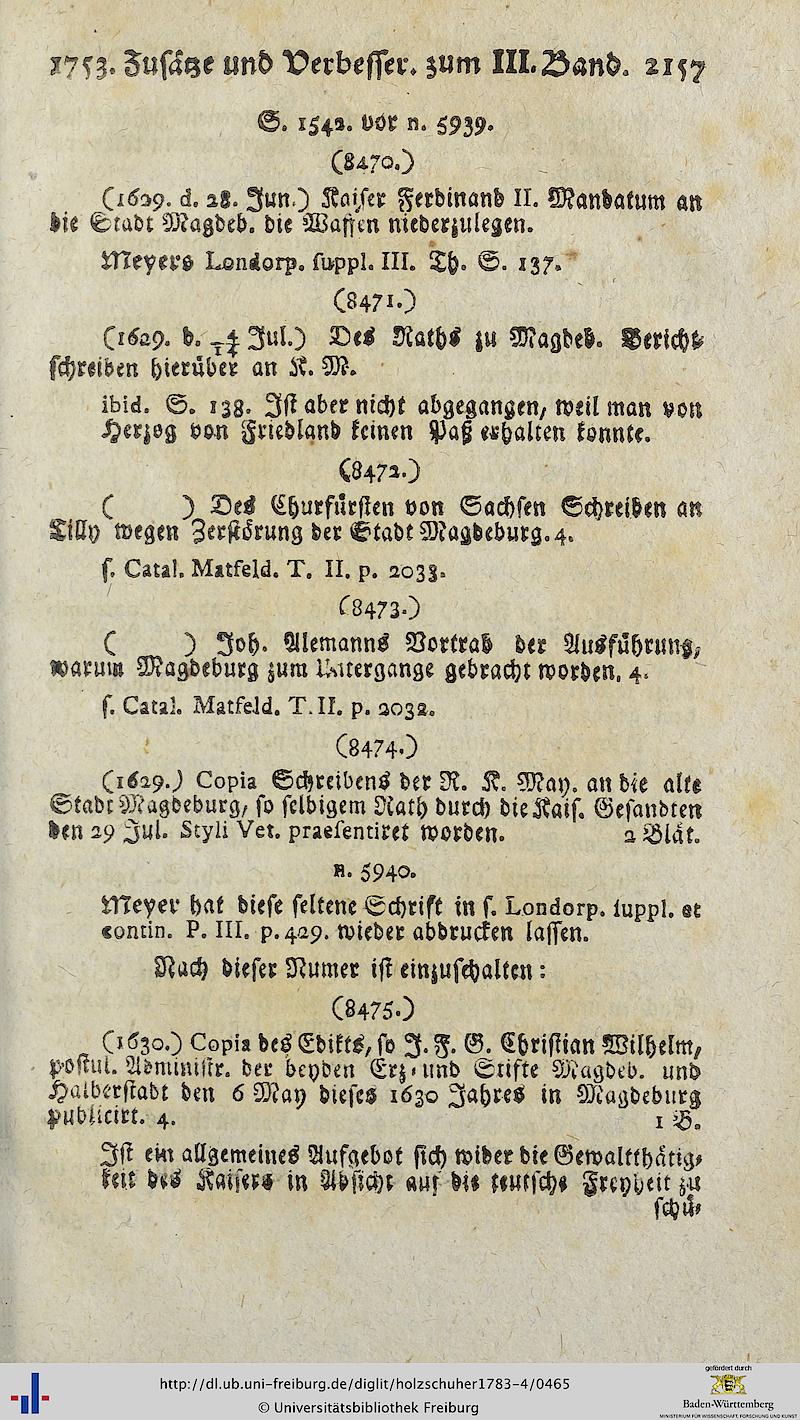 1753. Zusätze und Verbesser. zum III. Band. 2157
S. 1542. vor n. 5939.
(8470.)
(1629. d. 28. Jun.) Kaiser Ferdinand II. Mandatum an
die Stadt Magdeb. die Waffen niederzulegen.
Meyers Londorp. suppl. III. Th. S. 137.
(8471.)
(1629. d. Jul.) Des Raths zu Magdeb. Bericht-
schreiben hierüber an K. M.
ibid. S. 138. Ist aber nicht abgegangen, weil man von
Herzog von Friedland keinen Paß erhalten konnte.
(8472.)
( ) Des Churfürsten von Sachsen Schreiben an
Tilly wegen Zerstörung der Stadt Magdeburg. 4.
s. Catal. Matfeld. T. II. p. 2033.
(8473.)
( ) Joh. Alemanns Vortrab der Ausführung,
warum Magdeburg zum Untergange gebracht worden. 4.
s. Catal. Matfeld. T. II. p. 2032.
(8474.)
(1629.) Copia Schreibens der R. K. May. an die alte
Stadt Magdeburg, so selbigem Rath durch die Kais. Gesandten
den 29 Jul. Styli Vet. praesentiret worden. 2 Blät.
n. 5940.
Meyer hat diese seltene Schrift in s. Londorp. suppl. et
contin. P. III. p. 429. wieder abdrucken lassen.
Nach dieser Numer ist einzuschalten:
(8475.)
(1630.) Copia des Edikts, so J. F. G. Christian Wilhelm,
postul. Administr. der beyden Erz- und Stifte Magdeb. und
Halberstadt den 6 May dieses 1630 Jahres in Magdeburg
publicirt. 4. 1 B.
Ist ein allgemeines Aufgebot sich wider die Gewaltthätig-
keit des Kaisers in Absicht auf die teutsche Freyheit zu
schü-
gefördert durch
http://dl.ub.uni-freiburg.de/diglit/holzschuher1783-4/0465
© Universitätsbibliothek Freiburg
Baden-Württemberg
MINISTERIUM FÜR WISSENSCHAFT, FORSCHUNG UND KUNST